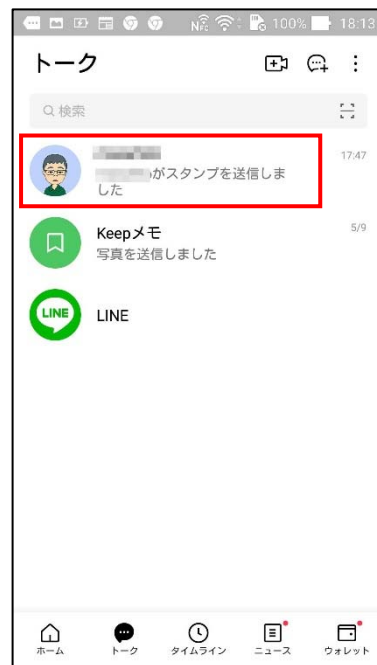 NFC 100% 18:13
トーク
検索
17:47
がスタンプを送信しま
した
Keepメモ 5/9
写真を送信しました
LINE LINE
ホーム トーク タイムライン ニュース ウォレット